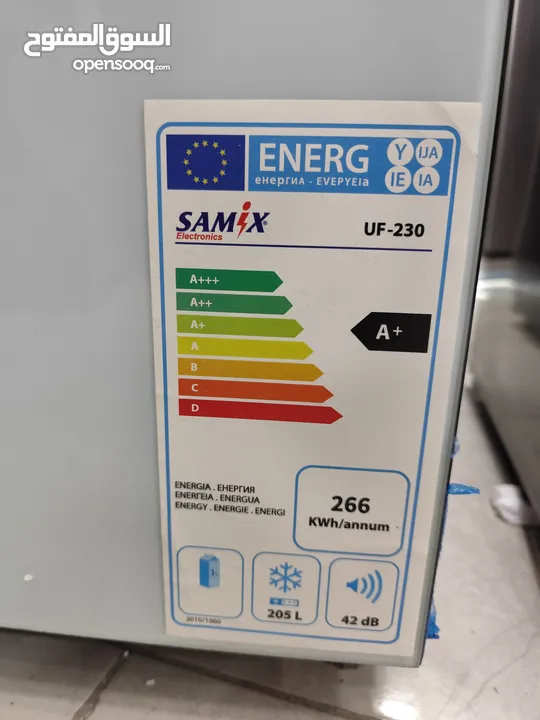 السوق المفتوح
opensooq.com
ENERG
енергия - ΕΝΕΡΥΕΙΑ
Y IJA
IE IA
SAMIX
Electronics
UF-230
A+++
A++
A+
A
B
C
D
A+
ENERGIA . ЕНЕРГИЯ
ΕΝΕΡΓΕΙΑ . ENERGIJA
ENERGY . ENERGIE . ENERGI
266
KWh/annum
205 L
42 dB
2010/1060